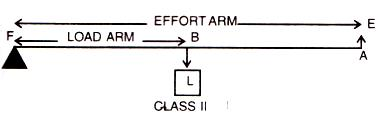 EFFORT ARM E
F LOAD ARM B
A
L
CLASS II